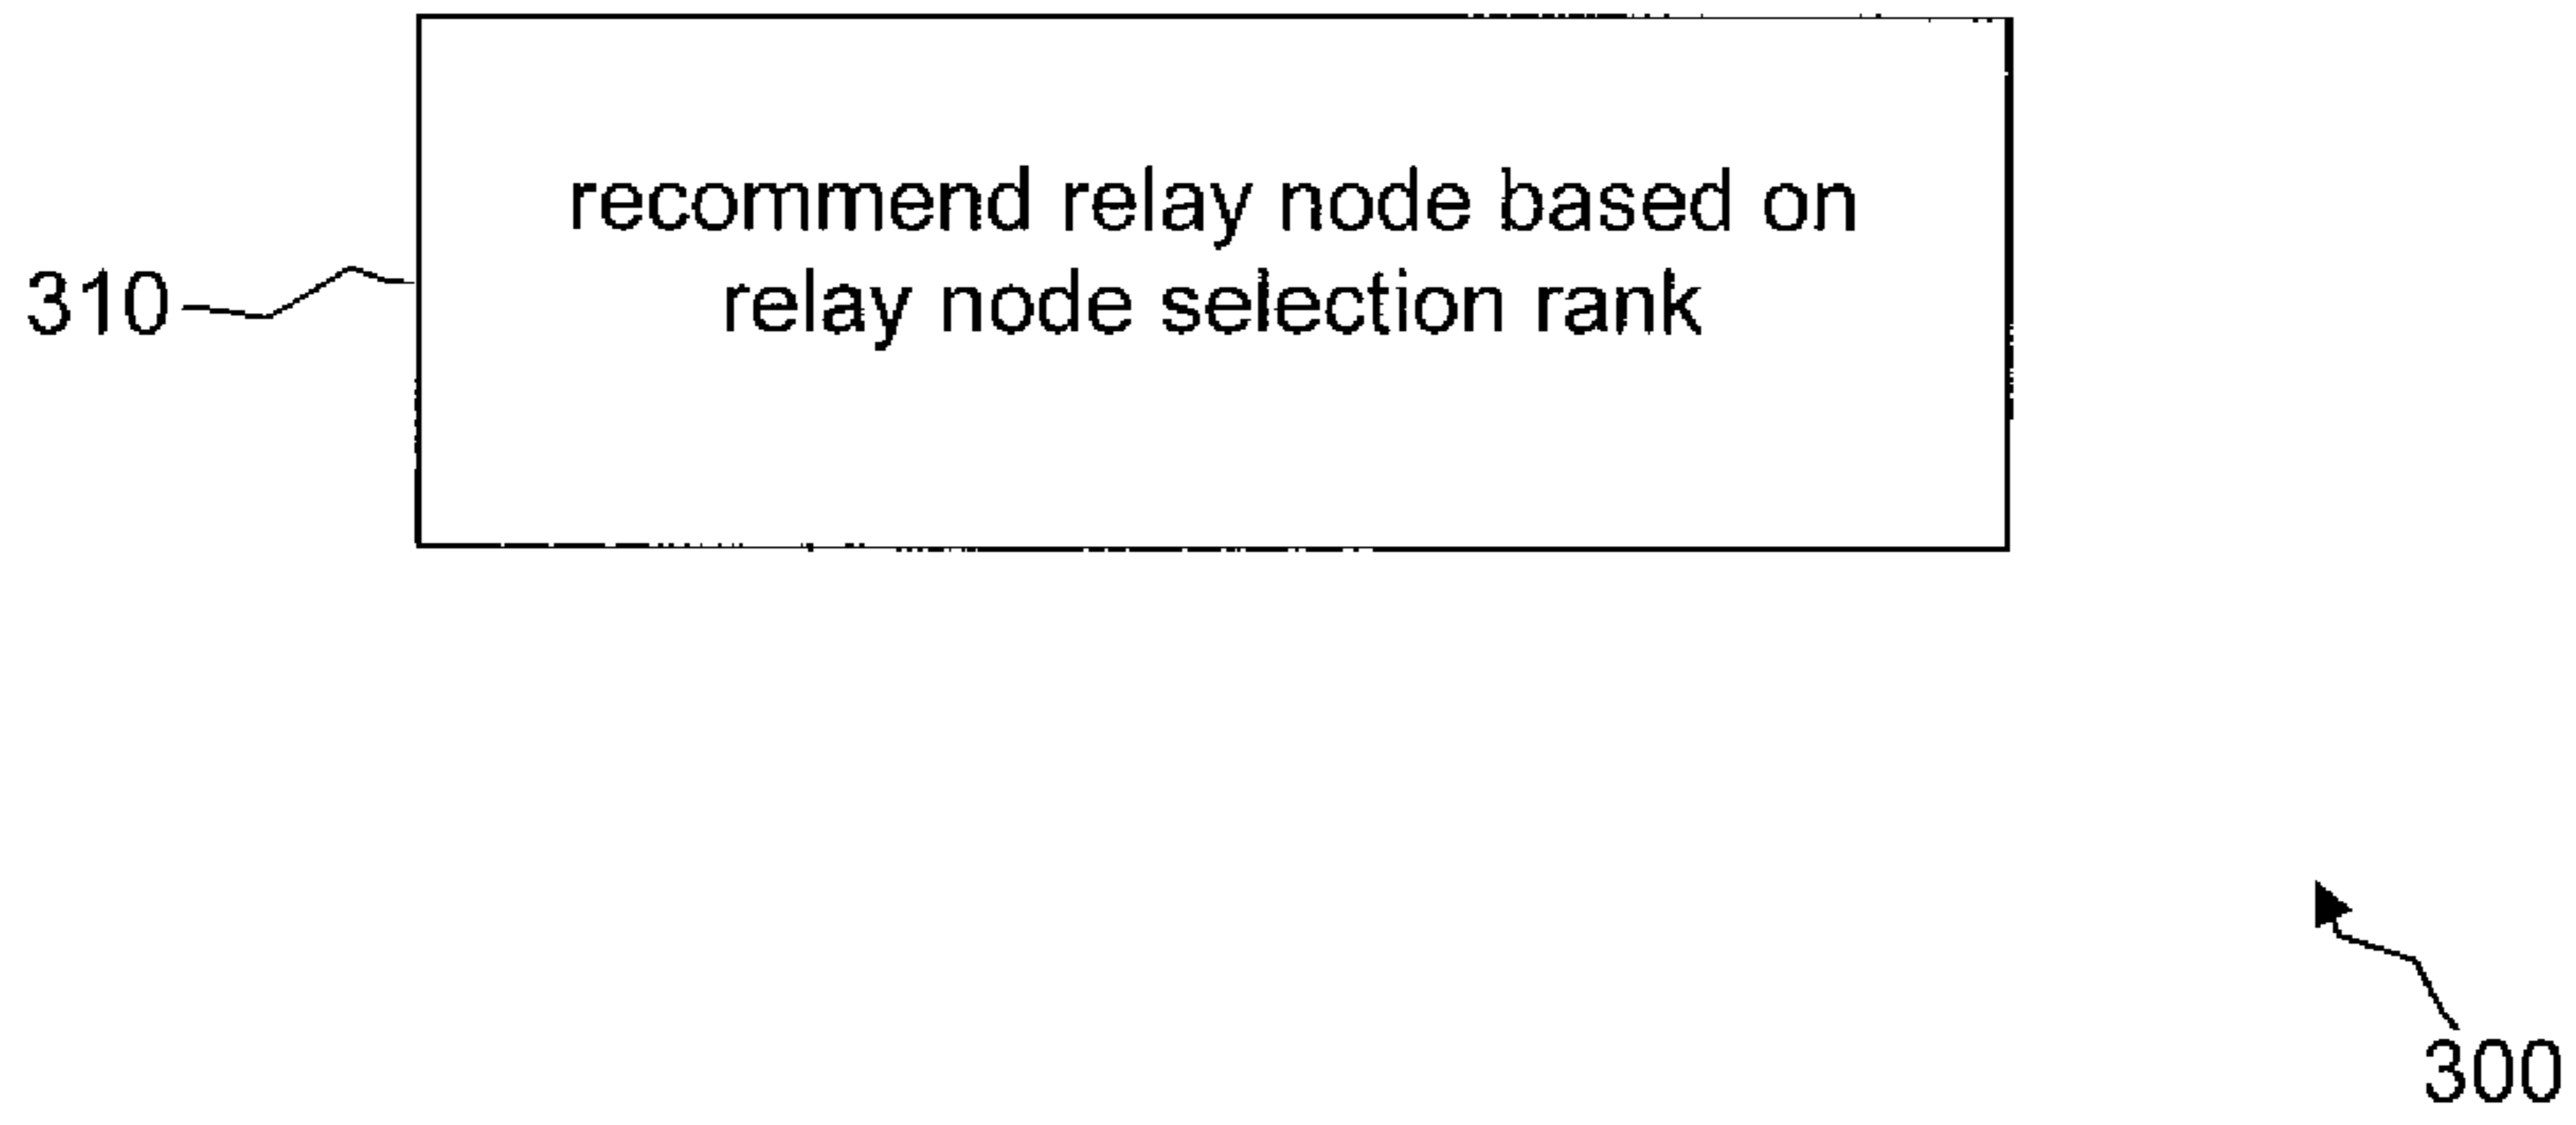 recommend relay node based on
relay node selection rank
310
300